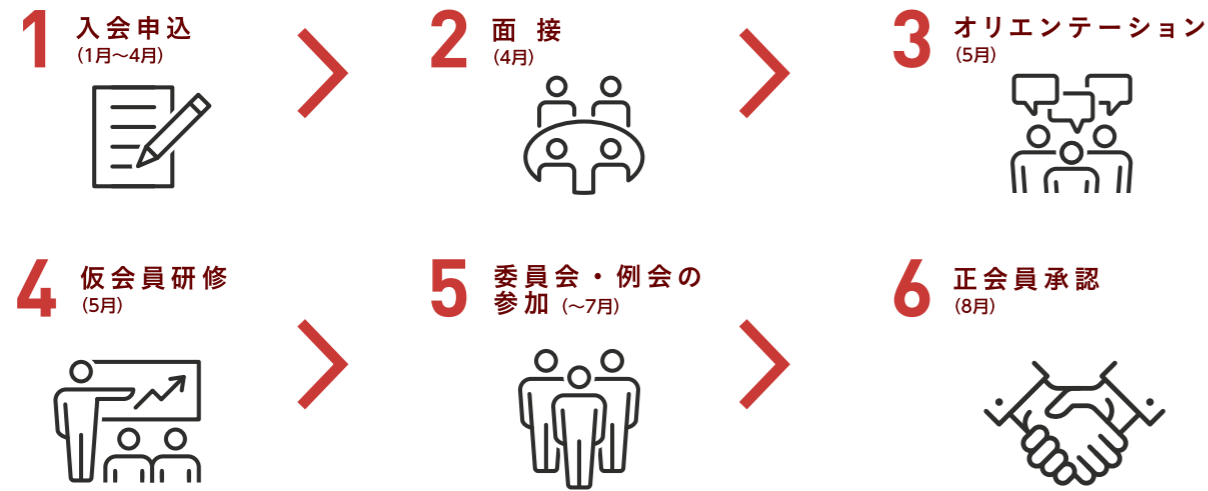 1 入会申込
（1月～4月）
2 面 接
（4月）
3 オリエンテーション
（5月）
4 仮会員研修
（5月）
5 委員会・例会の
参加（～7月）
6 正会員承認
（8月）